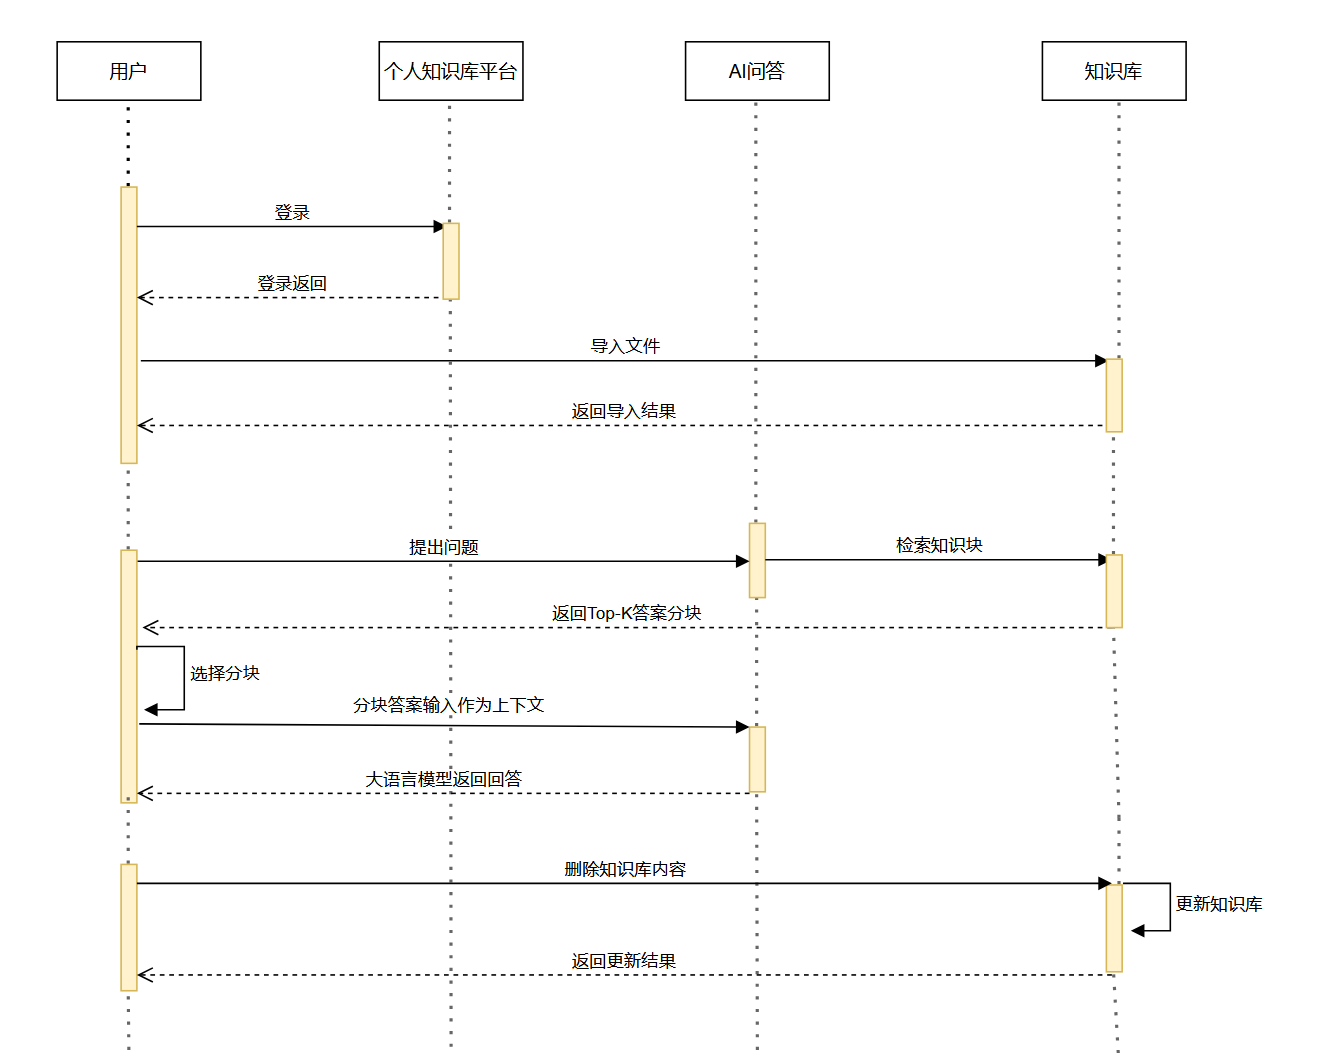 用户
个人知识库平台
AI问答
知识库
登录
登录返回
导入文件
返回导入结果
提出问题
检索知识块
返回Top-K答案分块
选择分块
分块答案输入作为上下文
大语言模型返回回答
删除知识库内容
更新知识库
返回更新结果